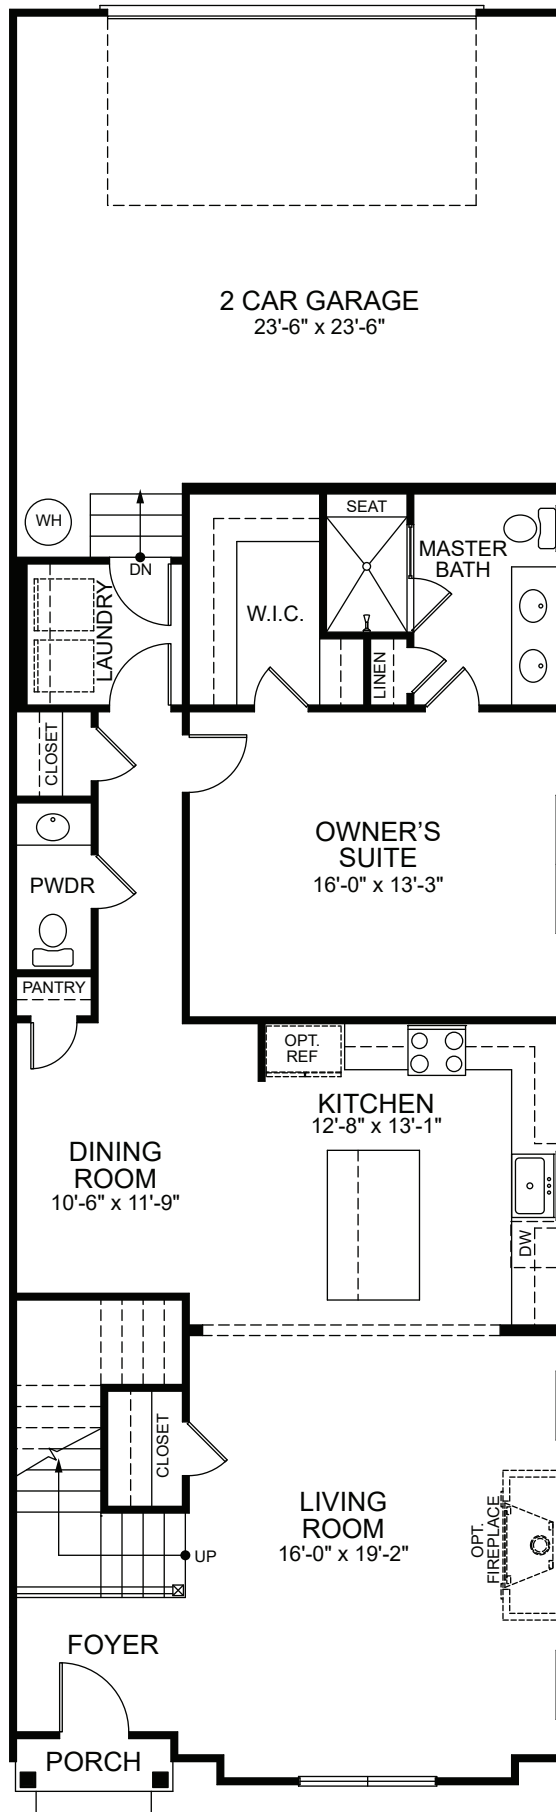 2 CAR GARAGE
23'-6" x 23'-6"
WH
DN
SEAT
MASTER
BATH
LAUNDRY
W.I.C.
LINEN
CLOSET
OWNER'S
SUITE
16'-0" x 13'-3"
PWDR
PANTRY
OPT.
REF
KITCHEN
12'-8" x 13'-1"
DINING
ROOM
10'-6" x 11'-9"
DW
CLOSET
LIVING
ROOM
16'-0" x 19'-2"
OPT.
FIREPLACE
UP
FOYER
PORCH